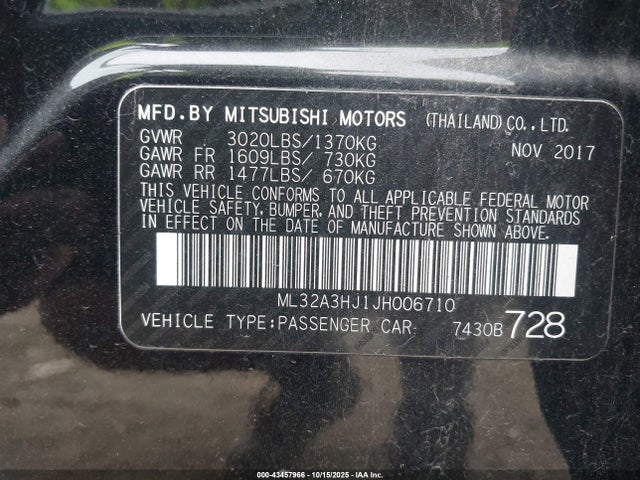 MFD.BY MITSUBISHI MOTORS (THAILAND)CO.,LTD.
GVWR 3020LBS/1370KG NOV 2017
GAWR FR 1609LBS/ 730KG
GAWR RR 1477LBS/ 670KG
THIS VEHICLE CONFORMS TO ALL APPLICABLE FEDERAL MOTOR
VEHICLE SAFETY, BUMPER, AND THEFT PREVENTION STANDARDS
IN EFFECT ON THE DATE OF MANUFACTURE SHOWN ABOVE.
ML32A3HJ1JH006710
VEHICLE TYPE:PASSENGER CAR 7430B 728
000-43457966 - 10/15/2025 - IAAI.COM